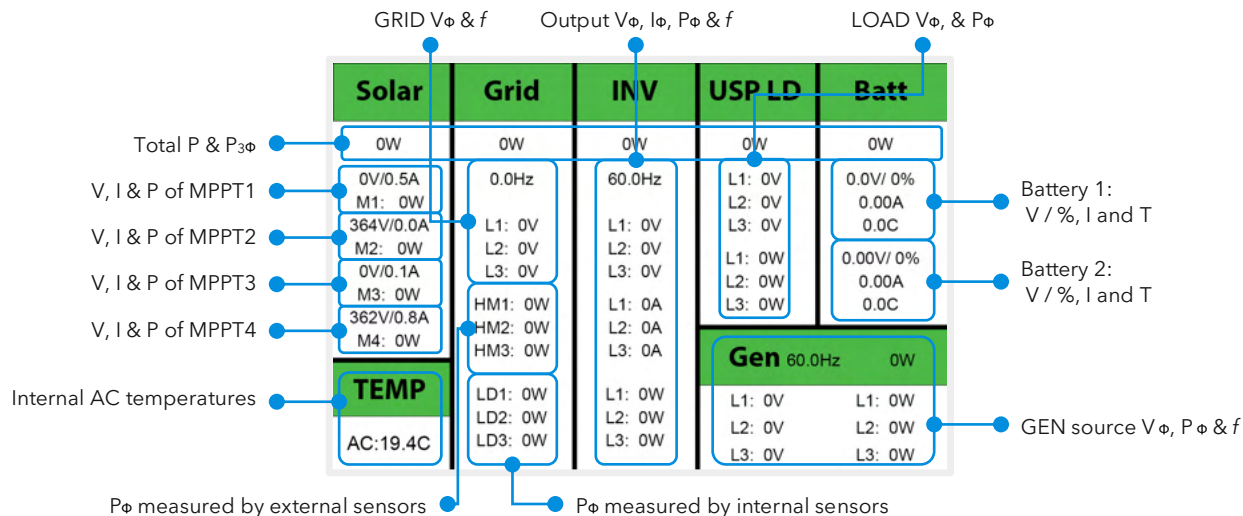 GRID VΦ & f
Output VΦ, IΦ, PΦ & f
LOAD VΦ, & PΦ
Solar
Grid
INV
USP LD
Batt
Total P & P3Φ
0W
0W
0W
0W
0W
V, I & P of MPPT1
0V/0.5A
M1: 0W
V, I & P of MPPT2
364V/0.0A
M2: 0W
V, I & P of MPPT3
0V/0.1A
M3: 0W
V, I & P of MPPT4
362V/0.8A
M4: 0W
Internal AC temperatures
TEMP
AC:19.4C
0.0Hz
L1: 0V
L2: 0V
L3: 0V
HM1: 0W
HM2: 0W
HM3: 0W
LD1: 0W
LD2: 0W
LD3: 0W
60.0Hz
L1: 0V
L2: 0V
L3: 0V
L1: 0A
L2: 0A
L3: 0A
L1: 0W
L2: 0W
L3: 0W
L1: 0V
L2: 0V
L3: 0V
L1: 0W
L2: 0W
L3: 0W
0.0V/ 0%
0.00A
0.0C
Battery 1:
V / %, I and T
0.00V/ 0%
0.00A
0.0C
Battery 2:
V / %, I and T
Gen 60.0Hz 0W
L1: 0V L1: 0W
L2: 0V L2: 0W
L3: 0V L3: 0W
GEN source VΦ, PΦ & f
PΦ measured by external sensors
PΦ measured by internal sensors